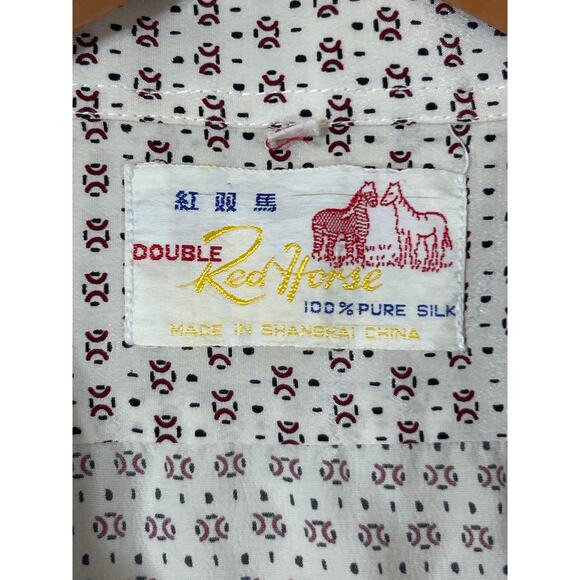 紅双馬
DOUBLE
Red Horse
100% PURE SILK
MADE IN SHANGHAI CHINA